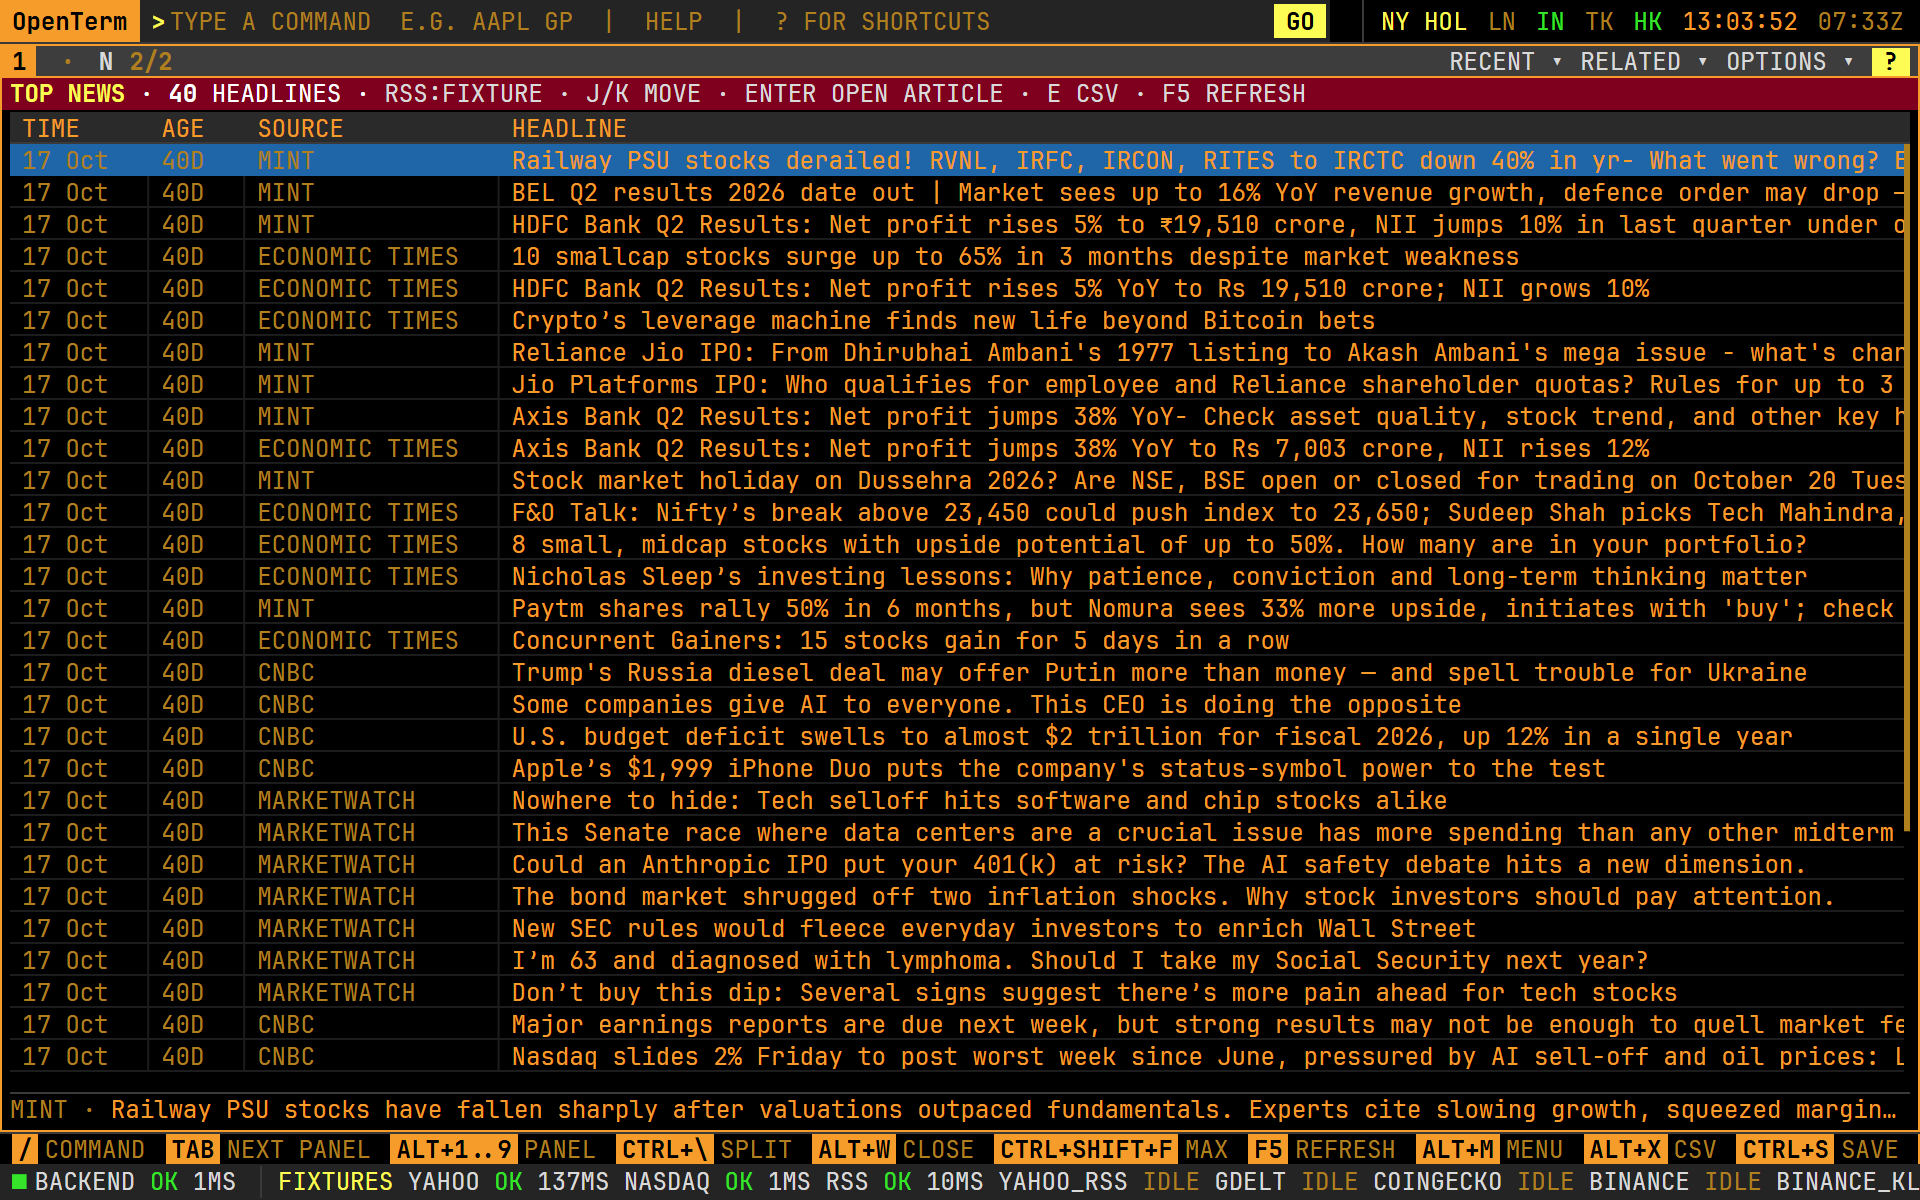 OpenTerm > TYPE A COMMAND E.G. AAPL GP | HELP | ? FOR SHORTCUTS GO NY HOL LN IN TK HK 13:03:52 07:33Z
1 · N 2/2 RECENT ▾ RELATED ▾ OPTIONS ▾ ?
TOP NEWS · 40 HEADLINES · RSS:FIXTURE · J/K MOVE · ENTER OPEN ARTICLE · E CSV · F5 REFRESH
TIME AGE SOURCE HEADLINE
17 Oct 40D MINT Railway PSU stocks derailed! RVNL, IRFC, IRCON, RITES to IRCTC down 40% in yr- What went wrong? E
17 Oct 40D MINT BEL Q2 results 2026 date out | Market sees up to 16% YoY revenue growth, defence order may drop —
17 Oct 40D MINT HDFC Bank Q2 Results: Net profit rises 5% to ₹19,510 crore, NII jumps 10% in last quarter under o
17 Oct 40D ECONOMIC TIMES 10 smallcap stocks surge up to 65% in 3 months despite market weakness
17 Oct 40D ECONOMIC TIMES HDFC Bank Q2 Results: Net profit rises 5% YoY to Rs 19,510 crore; NII grows 10%
17 Oct 40D ECONOMIC TIMES Crypto’s leverage machine finds new life beyond Bitcoin bets
17 Oct 40D MINT Reliance Jio IPO: From Dhirubhai Ambani's 1977 listing to Akash Ambani's mega issue - what's char
17 Oct 40D MINT Jio Platforms IPO: Who qualifies for employee and Reliance shareholder quotas? Rules for up to 3
17 Oct 40D MINT Axis Bank Q2 Results: Net profit jumps 38% YoY- Check asset quality, stock trend, and other key h
17 Oct 40D ECONOMIC TIMES Axis Bank Q2 Results: Net profit jumps 38% YoY to Rs 7,003 crore, NII rises 12%
17 Oct 40D MINT Stock market holiday on Dussehra 2026? Are NSE, BSE open or closed for trading on October 20 Tues
17 Oct 40D ECONOMIC TIMES F&O Talk: Nifty’s break above 23,450 could push index to 23,650; Sudeep Shah picks Tech Mahindra,
17 Oct 40D ECONOMIC TIMES 8 small, midcap stocks with upside potential of up to 50%. How many are in your portfolio?
17 Oct 40D ECONOMIC TIMES Nicholas Sleep’s investing lessons: Why patience, conviction and long-term thinking matter
17 Oct 40D MINT Paytm shares rally 50% in 6 months, but Nomura sees 33% more upside, initiates with 'buy'; check
17 Oct 40D ECONOMIC TIMES Concurrent Gainers: 15 stocks gain for 5 days in a row
17 Oct 40D CNBC Trump's Russia diesel deal may offer Putin more than money — and spell trouble for Ukraine
17 Oct 40D CNBC Some companies give AI to everyone. This CEO is doing the opposite
17 Oct 40D CNBC U.S. budget deficit swells to almost $2 trillion for fiscal 2026, up 12% in a single year
17 Oct 40D CNBC Apple’s $1,999 iPhone Duo puts the company's status-symbol power to the test
17 Oct 40D MARKETWATCH Nowhere to hide: Tech selloff hits software and chip stocks alike
17 Oct 40D MARKETWATCH This Senate race where data centers are a crucial issue has more spending than any other midterm
17 Oct 40D MARKETWATCH Could an Anthropic IPO put your 401(k) at risk? The AI safety debate hits a new dimension.
17 Oct 40D MARKETWATCH The bond market shrugged off two inflation shocks. Why stock investors should pay attention.
17 Oct 40D MARKETWATCH New SEC rules would fleece everyday investors to enrich Wall Street
17 Oct 40D MARKETWATCH I’m 63 and diagnosed with lymphoma. Should I take my Social Security next year?
17 Oct 40D MARKETWATCH Don’t buy this dip: Several signs suggest there’s more pain ahead for tech stocks
17 Oct 40D CNBC Major earnings reports are due next week, but strong results may not be enough to quell market fe
17 Oct 40D CNBC Nasdaq slides 2% Friday to post worst week since June, pressured by AI sell-off and oil prices: L
MINT · Railway PSU stocks have fallen sharply after valuations outpaced fundamentals. Experts cite slowing growth, squeezed margin…
/ COMMAND TAB NEXT PANEL ALT+1..9 PANEL CTRL+\ SPLIT ALT+W CLOSE CTRL+SHIFT+F MAX F5 REFRESH ALT+M MENU ALT+X CSV CTRL+S SAVE
BACKEND OK 1MS FIXTURES YAHOO OK 137MS NASDAQ OK 1MS RSS OK 10MS YAHOO_RSS IDLE GDELT IDLE COINGECKO IDLE BINANCE IDLE BINANCE_KL